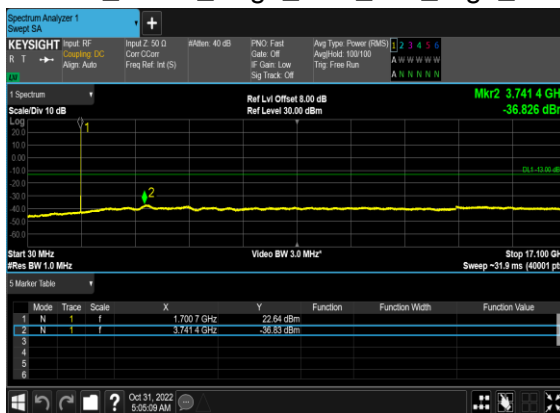 Spectrum Analyzer 1
Swept SA
KEYSIGHT
R T
Input: RF
Coupling: DC
Align: Auto
Input Z: 50 Ω
Corr CCorr
Freq Ref: Int (S)
#Atten: 40 dB
PNO: Fast
Gate: Off
IF Gain: Low
Sig Track: Off
Avg Type: Power (RMS)
Avg|Hold: 100/100
Trig: Free Run
1 2 3 4 5 6
A W W W W W
A N N N N N
1 Spectrum
Scale/Div 10 dB
Ref Lvl Offset 8.00 dB
Ref Level 30.00 dBm
Mkr2 3.741 4 GH
-36.826 dBr
Log
20.0
10.0
0.00
-10.0
-20.0
-30.0
-40.0
-50.0
-60.0
1
2
DL1 -13.00 dB
Start 30 MHz
#Res BW 1.0 MHz
Video BW 3.0 MHz*
Stop 17.100 GH
Sweep ~31.9 ms (40001 pt
5 Marker Table
Mode Trace Scale X Y Function Function Width Function Value
1 N 1 f 1.700 7 GHz 22.64 dBm
2 N 1 f 3.741 4 GHz -36.83 dBm
3
4
5
6
?
Oct 31, 2022
5:05:09 AM